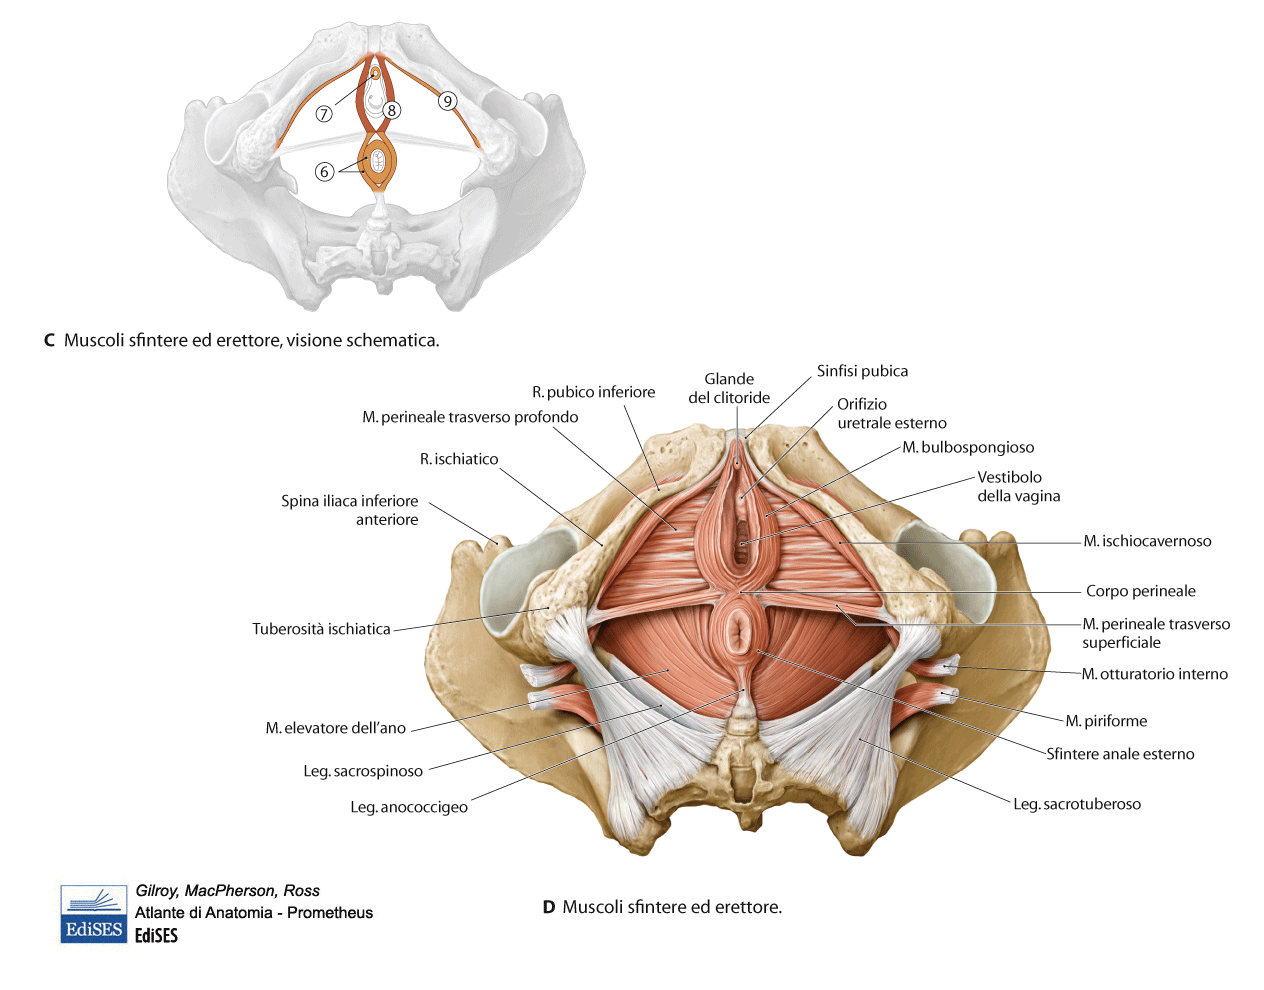 7
8
9
6
C Muscoli sfintere ed erettore, visione schematica.
Sinfisi pubica
Glande
del clitoride
R. pubico inferiore
Orifizio
uretrale esterno
M. perineale trasverso profondo
M. bulbospongioso
R. ischiatico
Vestibolo
della vagina
Spina iliaca inferiore
anteriore
M. ischiocavernoso
Corpo perineale
Tuberosità ischiatica
M. perineale trasverso
superficiale
M. otturatorio interno
M. elevatore dell'ano
M. piriforme
Sfintere anale esterno
Leg. sacrospinoso
Leg. anococcigeo
Leg. sacrotuberoso
D Muscoli sfintere ed erettore.
EdiSES
Gilroy, MacPherson, Ross
Atlante di Anatomia - Prometheus
EdiSES